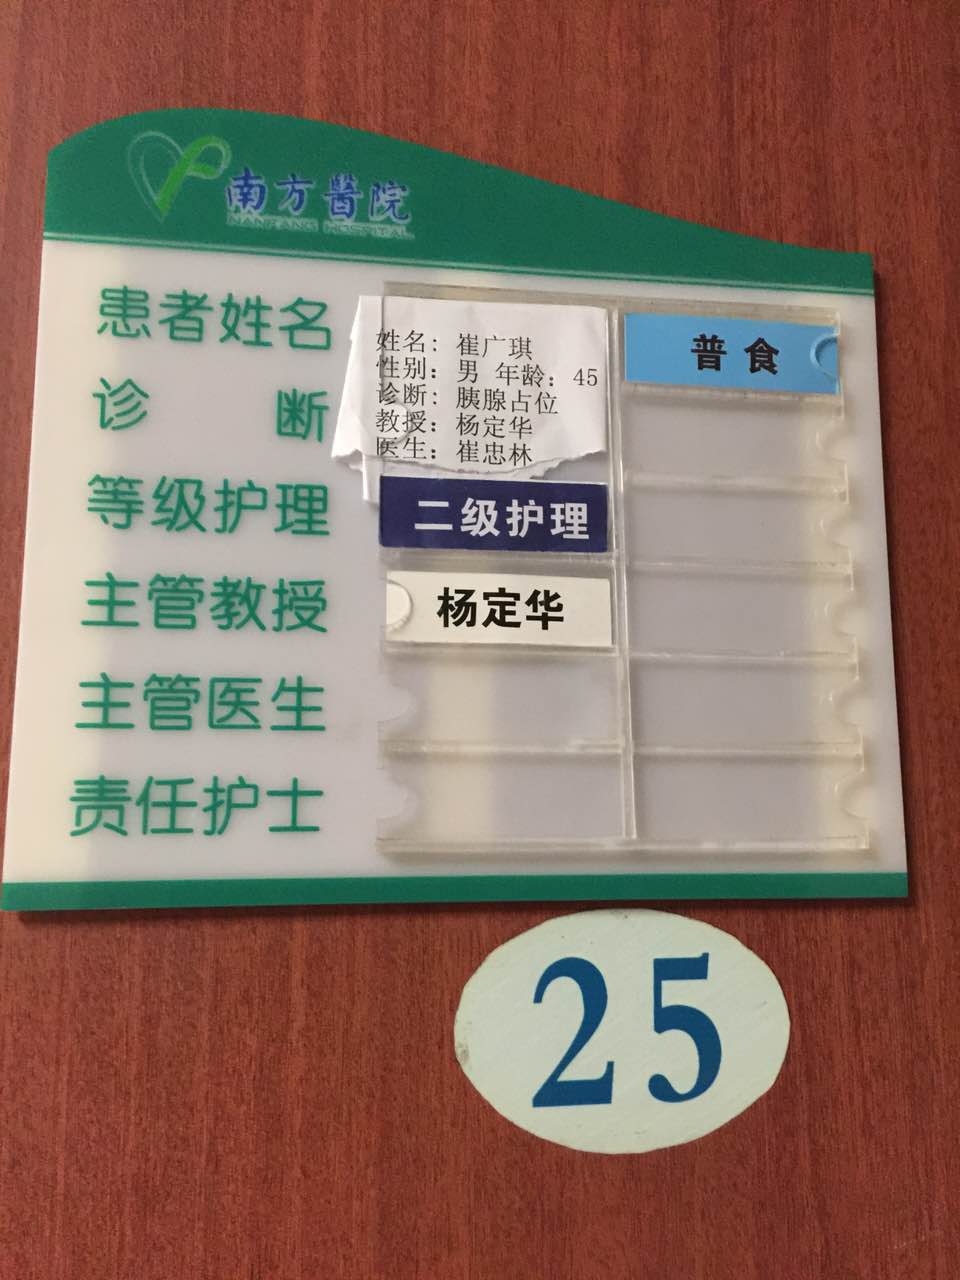 南方醫院
NANFANG HOSPITAL
患者姓名
诊 断
等级护理
主管教授
主管医生
责任护士
姓名：崔广琪
性别：男 年龄：45
诊断：胰腺占位
教授：杨定华
医生：崔忠林
二级护理
杨定华
普食
25